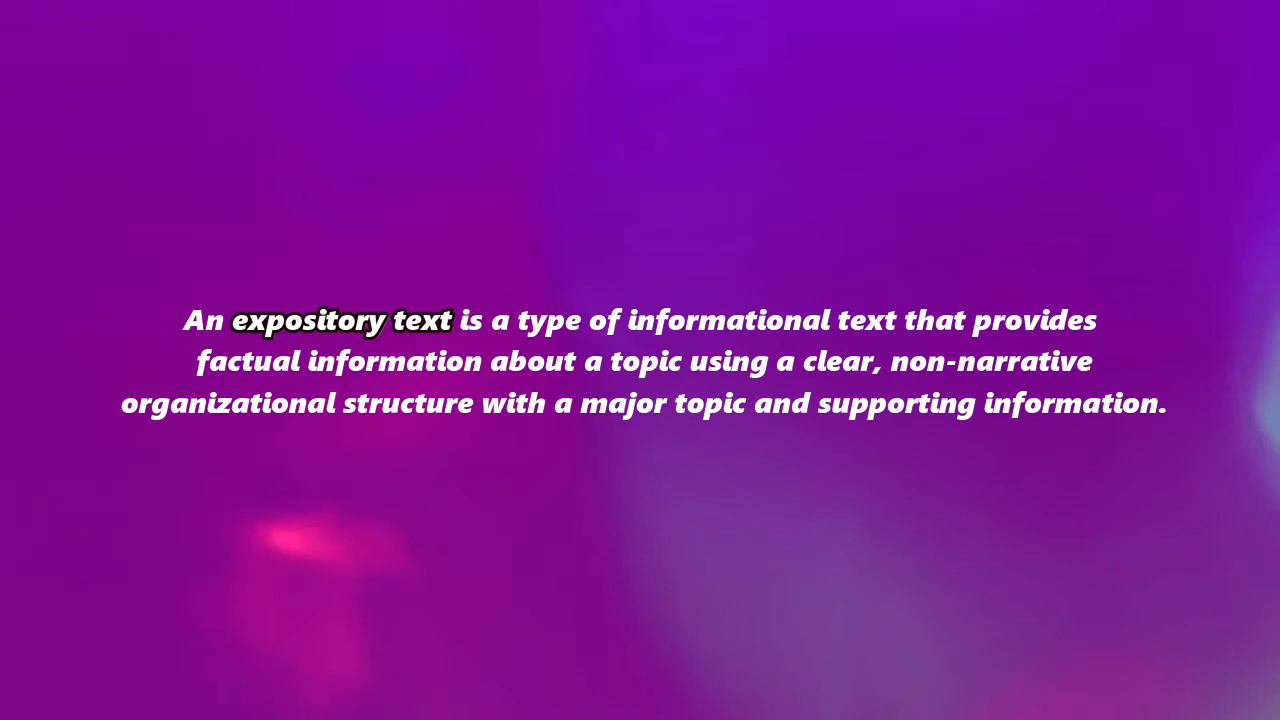 An expository text is a type of informational text that provides
factual information about a topic using a clear, non-narrative
organizational structure with a major topic and supporting information.